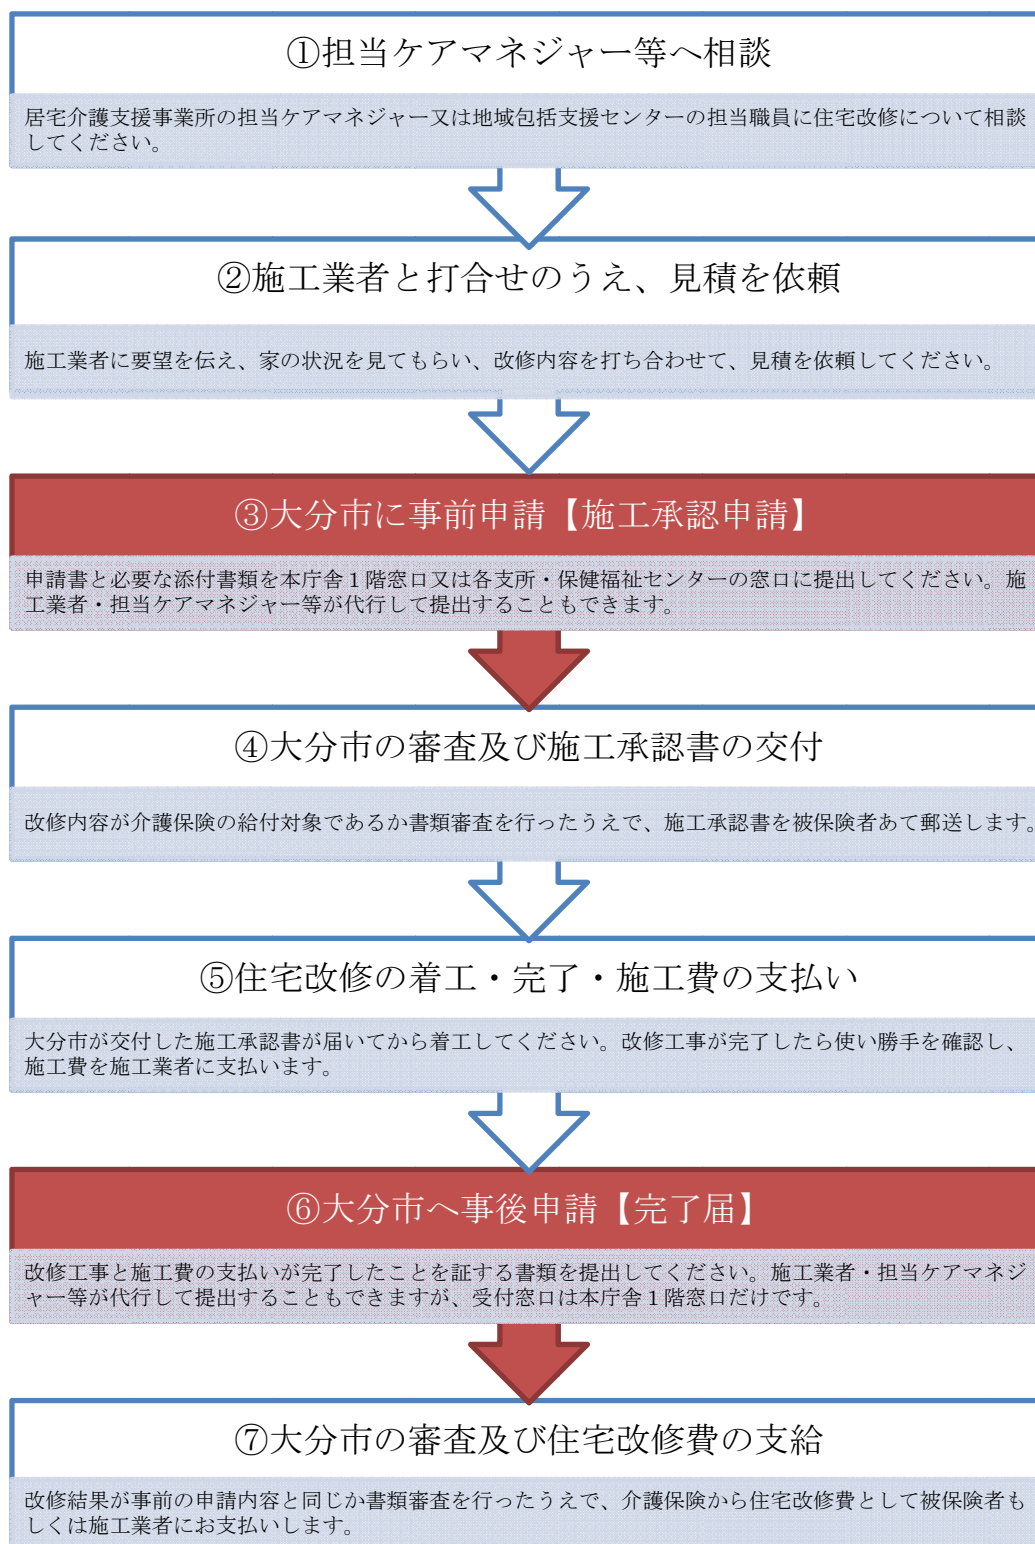 ①担当ケアマネジャー等へ相談
居宅介護支援事業所の担当ケアマネジャー又は地域包括支援センターの担当職員に住宅改修について相談
してください。
②施工業者と打合せのうえ、見積を依頼
施工業者に要望を伝え、家の状況を見てもらい、改修内容を打ち合わせて、見積を依頼してください。
③大分市に事前申請【施工承認申請】
申請書と必要な添付書類を本庁舎１階窓口又は各支所・保健福祉センターの窓口に提出してください。施
工業者・担当ケアマネジャー等が代行して提出することもできます。
④大分市の審査及び施工承認書の交付
改修内容が介護保険の給付対象であるか書類審査を行ったうえで、施工承認書を被保険者あて郵送します。
⑤住宅改修の着工・完了・施工費の支払い
大分市が交付した施工承認書が届いてから着工してください。改修工事が完了したら使い勝手を確認し、
施工費を施工業者に支払います。
⑥大分市へ事後申請【完了届】
改修工事と施工費の支払いが完了したことを証する書類を提出してください。施工業者・担当ケアマネジ
ャー等が代行して提出することもできますが、受付窓口は本庁舎１階窓口だけです。
⑦大分市の審査及び住宅改修費の支給
改修結果が事前の申請内容と同じか書類審査を行ったうえで、介護保険から住宅改修費として被保険者も
しくは施工業者にお支払いします。